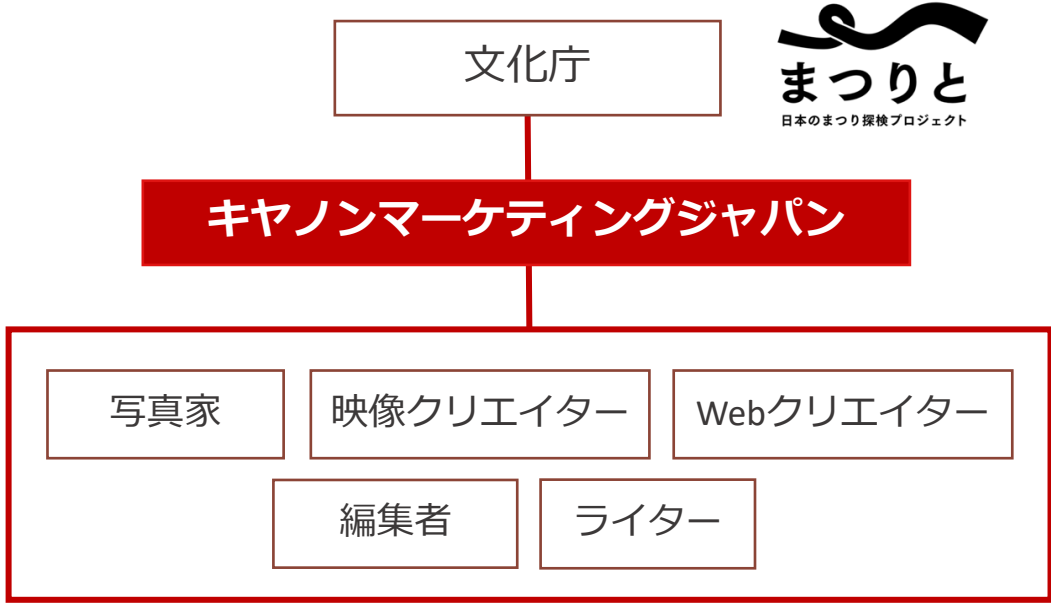 文化庁
まつりと
日本のまつり探検プロジェクト
キヤノンマーケティングジャパン
写真家
映像クリエイター
Webクリエイター
編集者
ライター